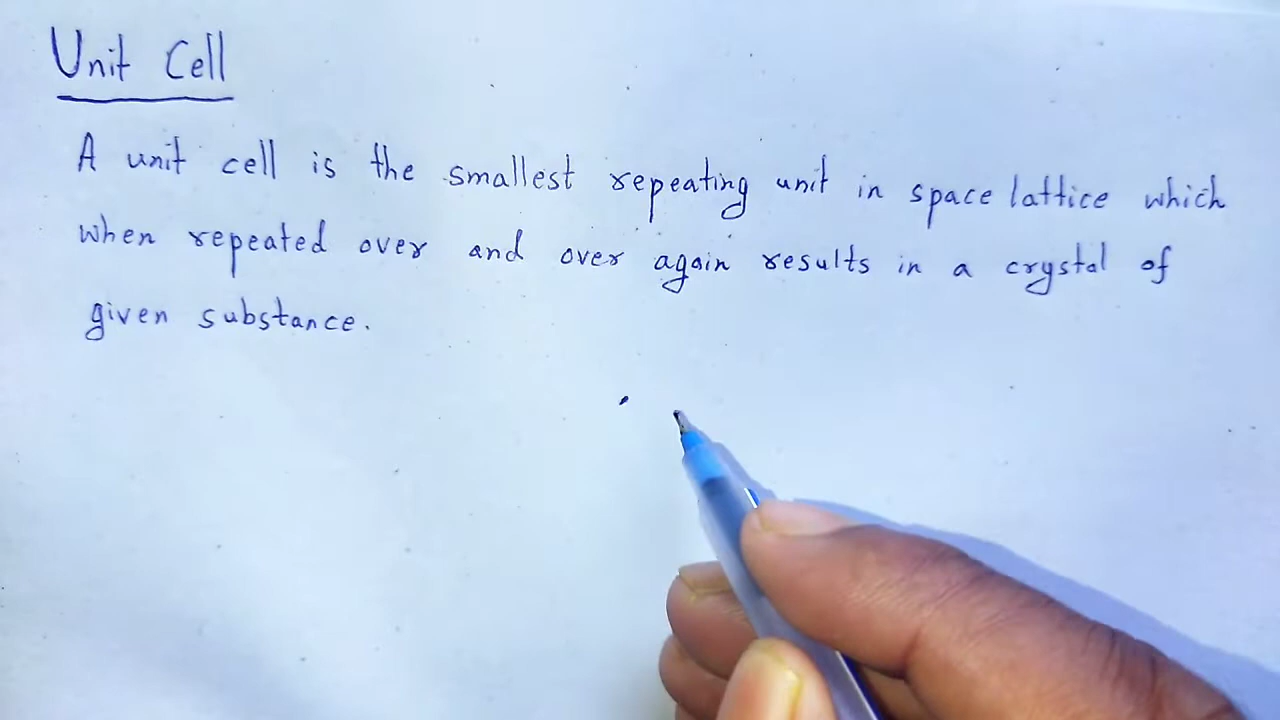 Unit Cell
A unit cell is the smallest repeating unit in space lattice which
when repeated over and over again results in a crystal of
given substance.